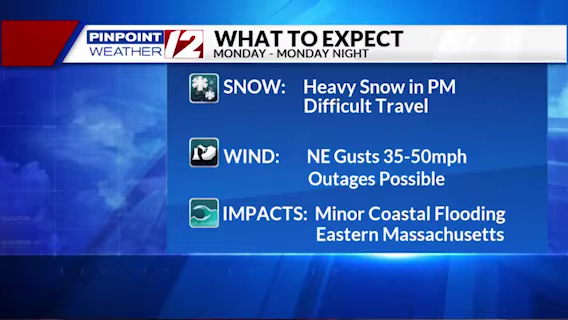 PINPOINT
WEATHER
12
WHAT TO EXPECT
MONDAY - MONDAY NIGHT
SNOW: Heavy Snow in PM
Difficult Travel
WIND: NE Gusts 35-50mph
Outages Possible
IMPACTS: Minor Coastal Flooding
Eastern Massachusetts